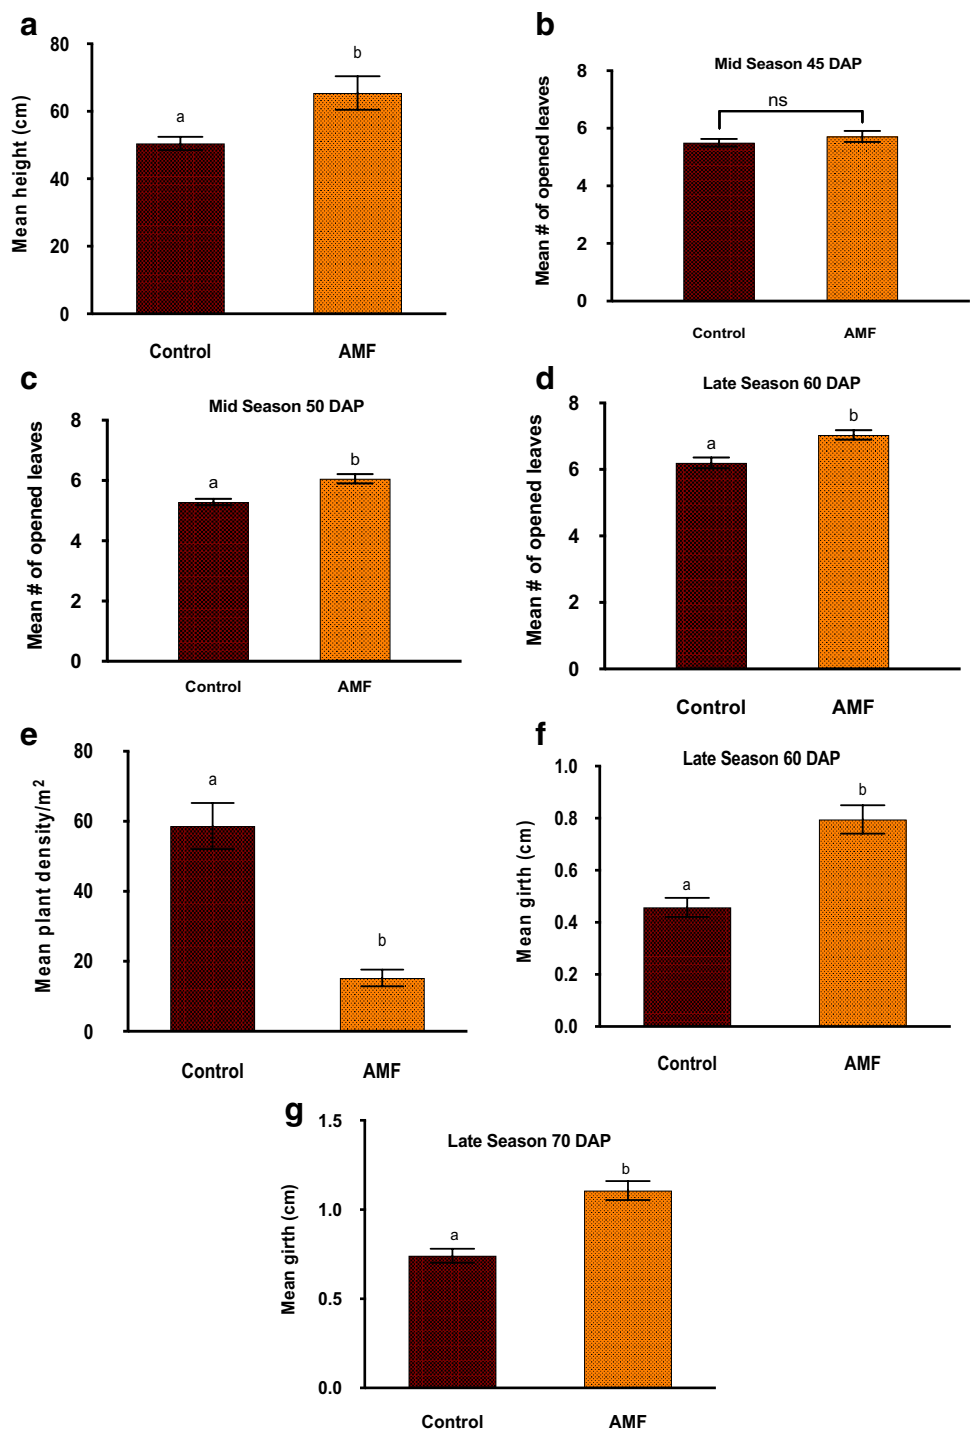 a
80
60
40
20
0
Mean height (cm)
a
b
Control AMF
b
Mid Season 45 DAP
8
6
4
2
0
Mean # of opened leaves
ns
Control AMF
c
Mid Season 50 DAP
8
6
4
2
0
Mean # of opened leaves
a
b
Control AMF
d
Late Season 60 DAP
8
6
4
2
0
Mean # of opened leaves
a
b
Control AMF
e
80
60
40
20
0
Mean plant density/m²
a
b
Control AMF
f
Late Season 60 DAP
1.0
0.8
0.6
0.4
0.2
0.0
Mean girth (cm)
a
b
Control AMF
g
Late Season 70 DAP
1.5
1.0
0.5
0.0
Mean girth (cm)
a
b
Control AMF